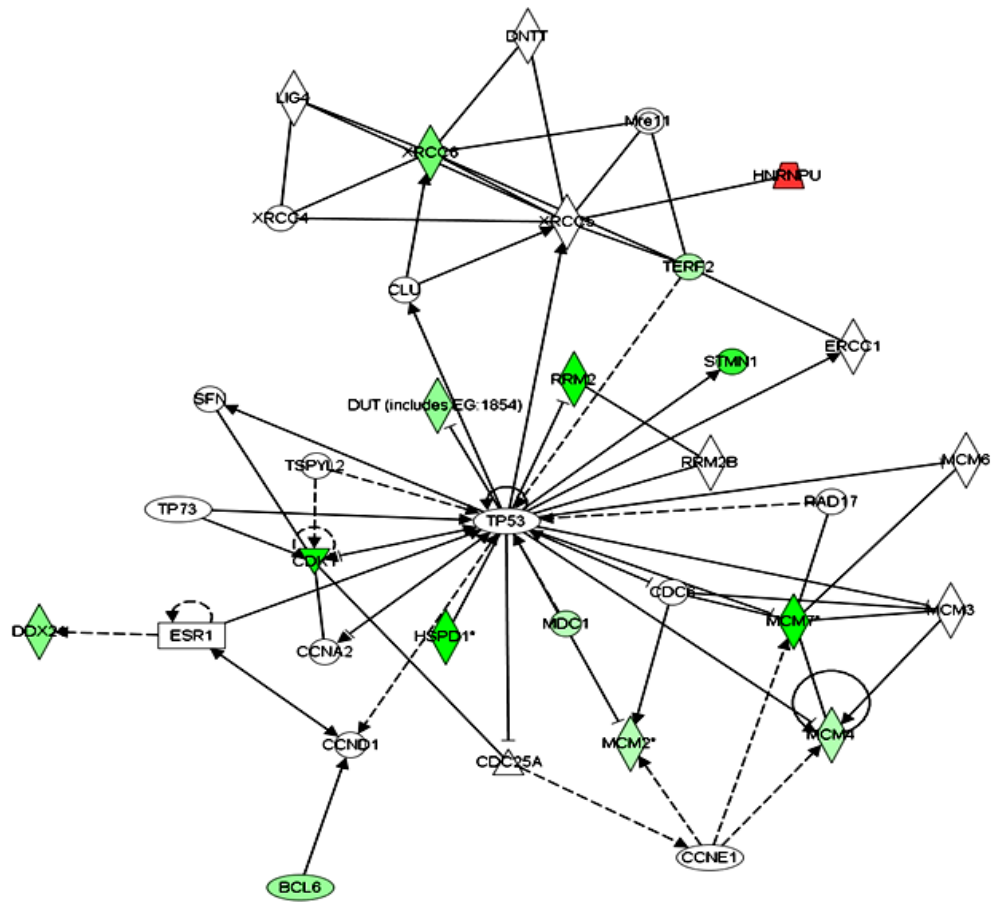 DNTT
LIG4
Mre11
XRCC6
HNRNPU
XRCC4
XRCC5
TERF2
CLU
ERCC1
STMN1
RRM2
SFN
DUT (includes EG:1854)
TSPYL2
RRM2B
MCM6
TP73
RAD17
TP53
CDK1
CDC6
DDX24
ESR1
CCNA2
HSPD1*
MDC1
MCM7*
MCM3
CCND1
CDC25A
MCM2*
MCM4
CCNE1
BCL6